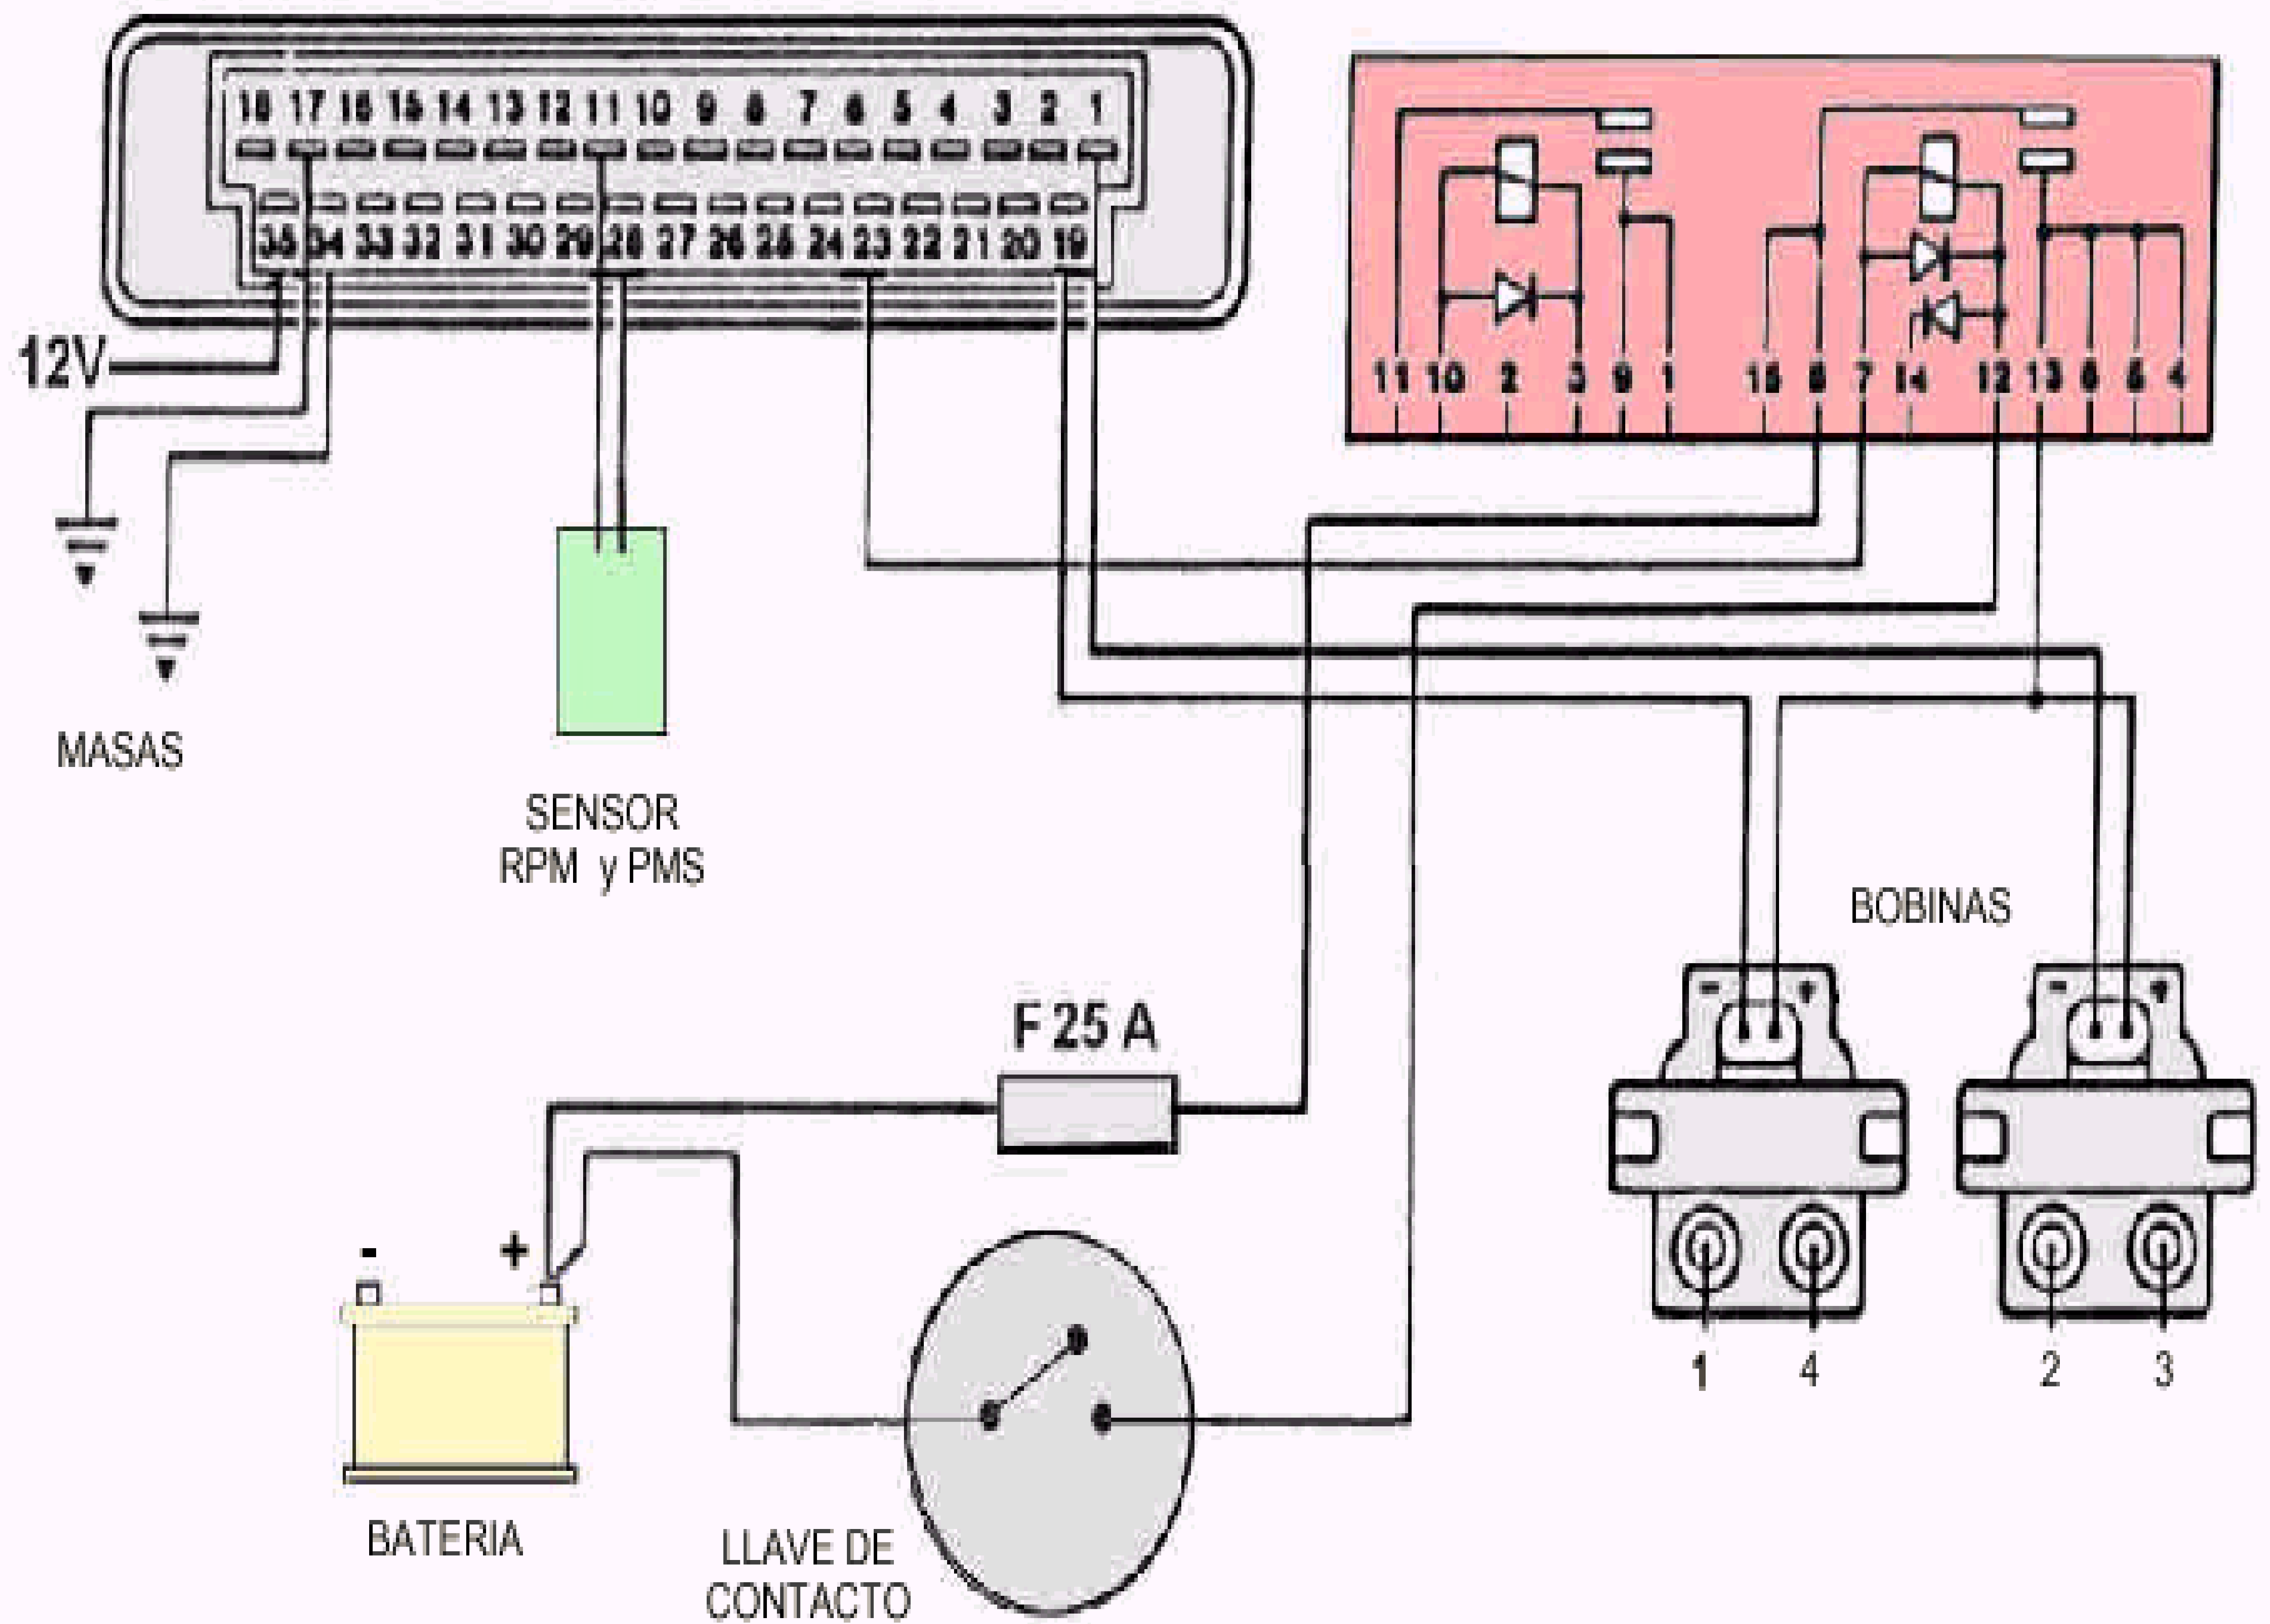 18 17 16 15 14 13 12 11 10 9 8 7 6 5 4 3 2 1
35 34 33 32 31 30 29 28 27 26 25 24 23 22 21 20 19
12V
11 10 2 3 9 1 15 8 7 14 12 13 6 5 4
MASAS
SENSOR
RPM y PMS
BOBINAS
- + - +
F 25 A
- +
1 4 2 3
BATERIA
LLAVE DE
CONTACTO